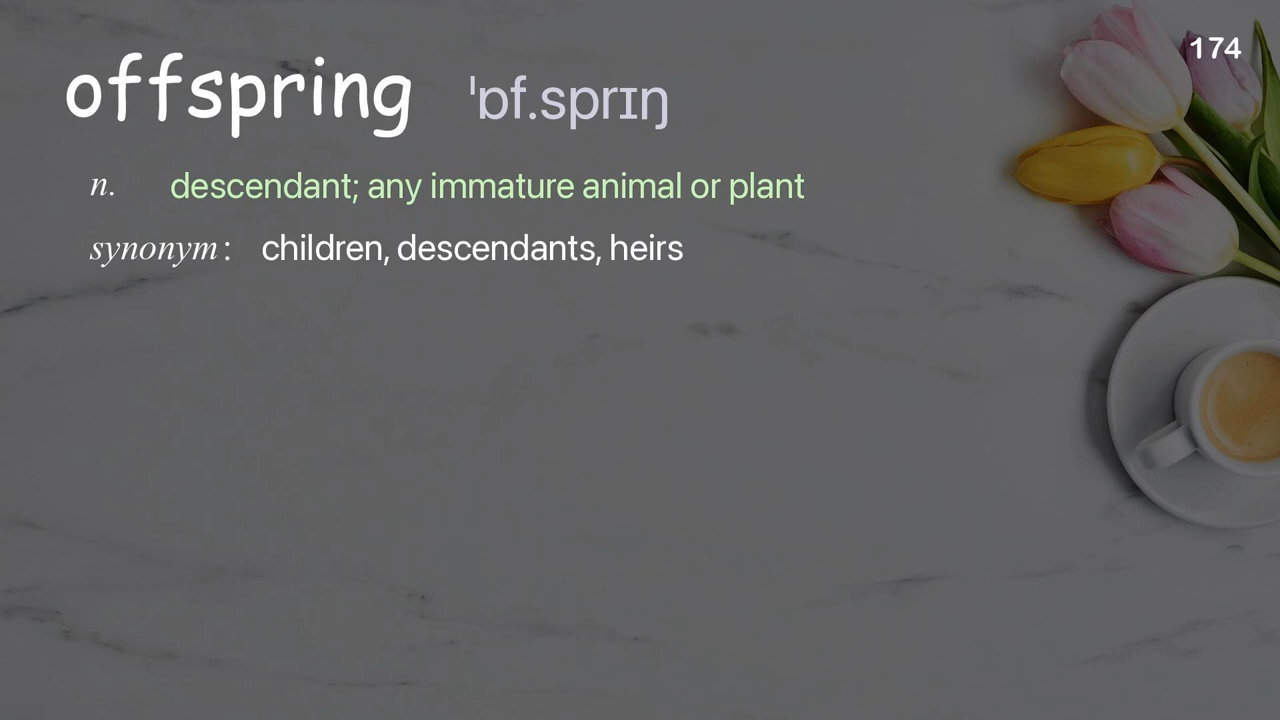 174
offspring ˈɒf.sprɪŋ
n. descendant; any immature animal or plant
synonym: children, descendants, heirs